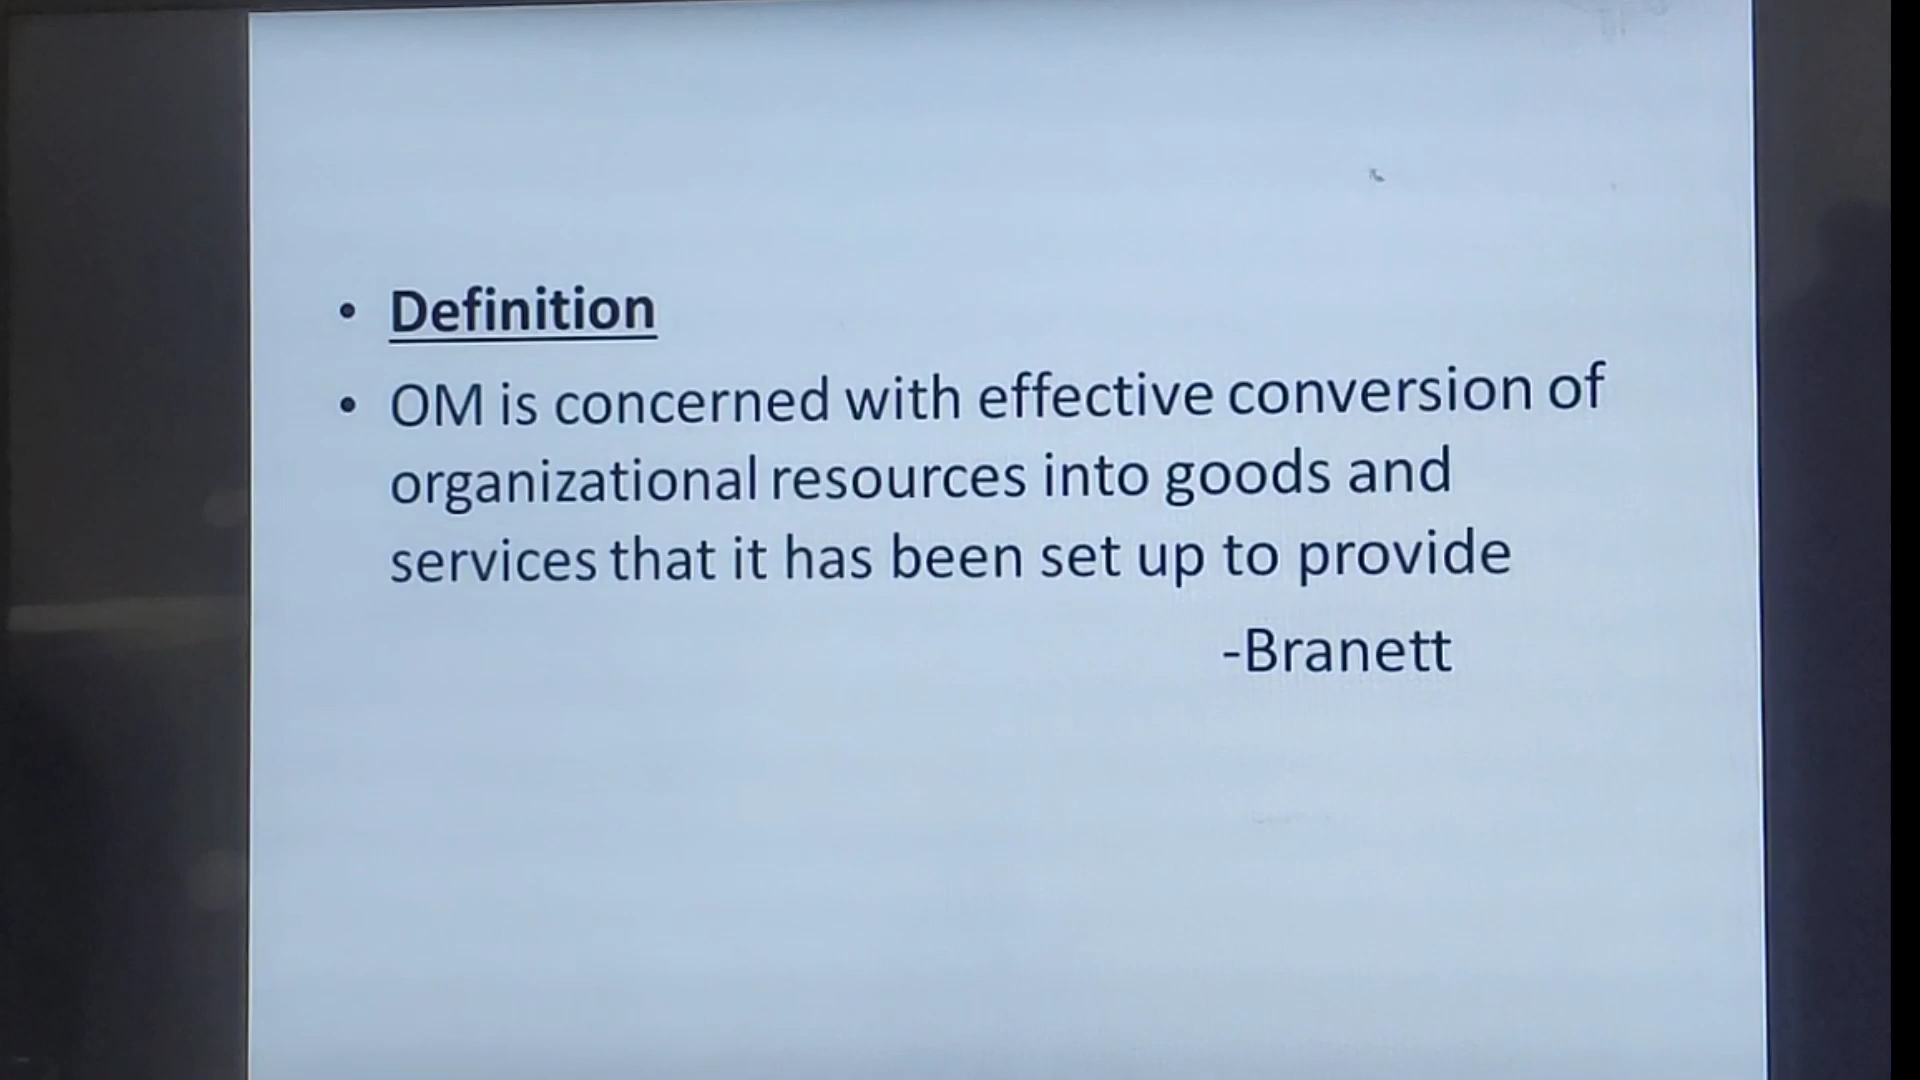 • Definition
• OM is concerned with effective conversion of
organizational resources into goods and
services that it has been set up to provide
-Branett